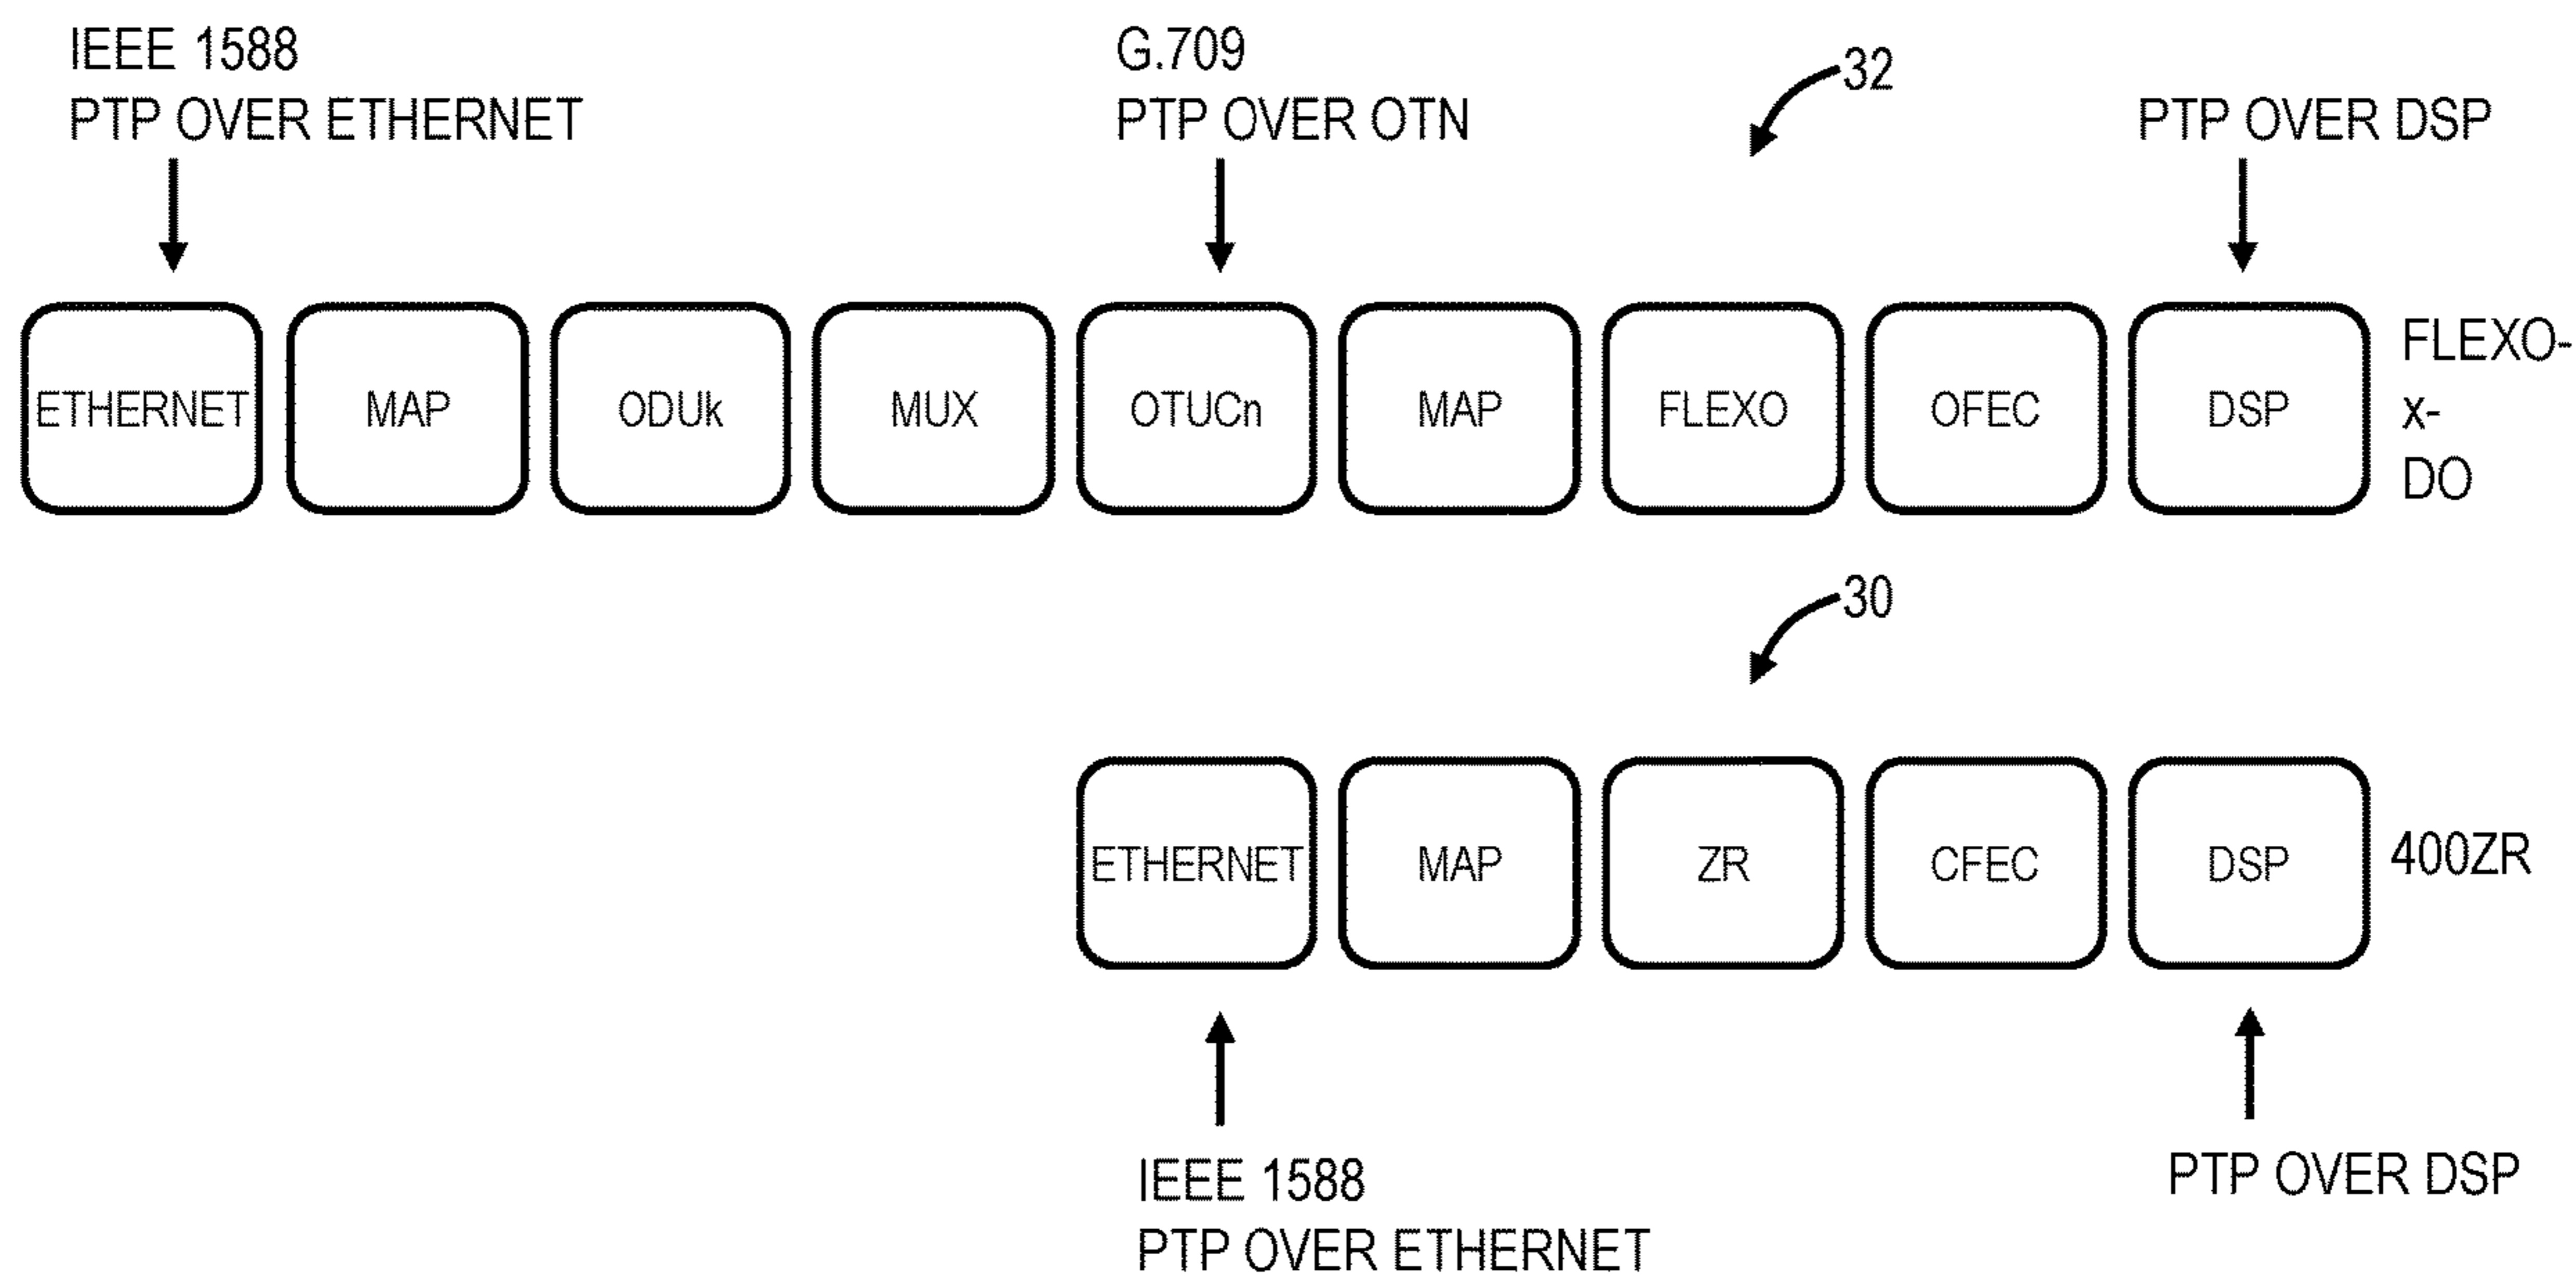 IEEE 1588
PTP OVER ETHERNET
G.709
PTP OVER OTN
32
PTP OVER DSP
ETHERNET
MAP
ODUk
MUX
OTUCn
MAP
FLEXO
OFEC
DSP
FLEXO-
x-
DO
30
ETHERNET
MAP
ZR
CFEC
DSP
400ZR
IEEE 1588
PTP OVER ETHERNET
PTP OVER DSP